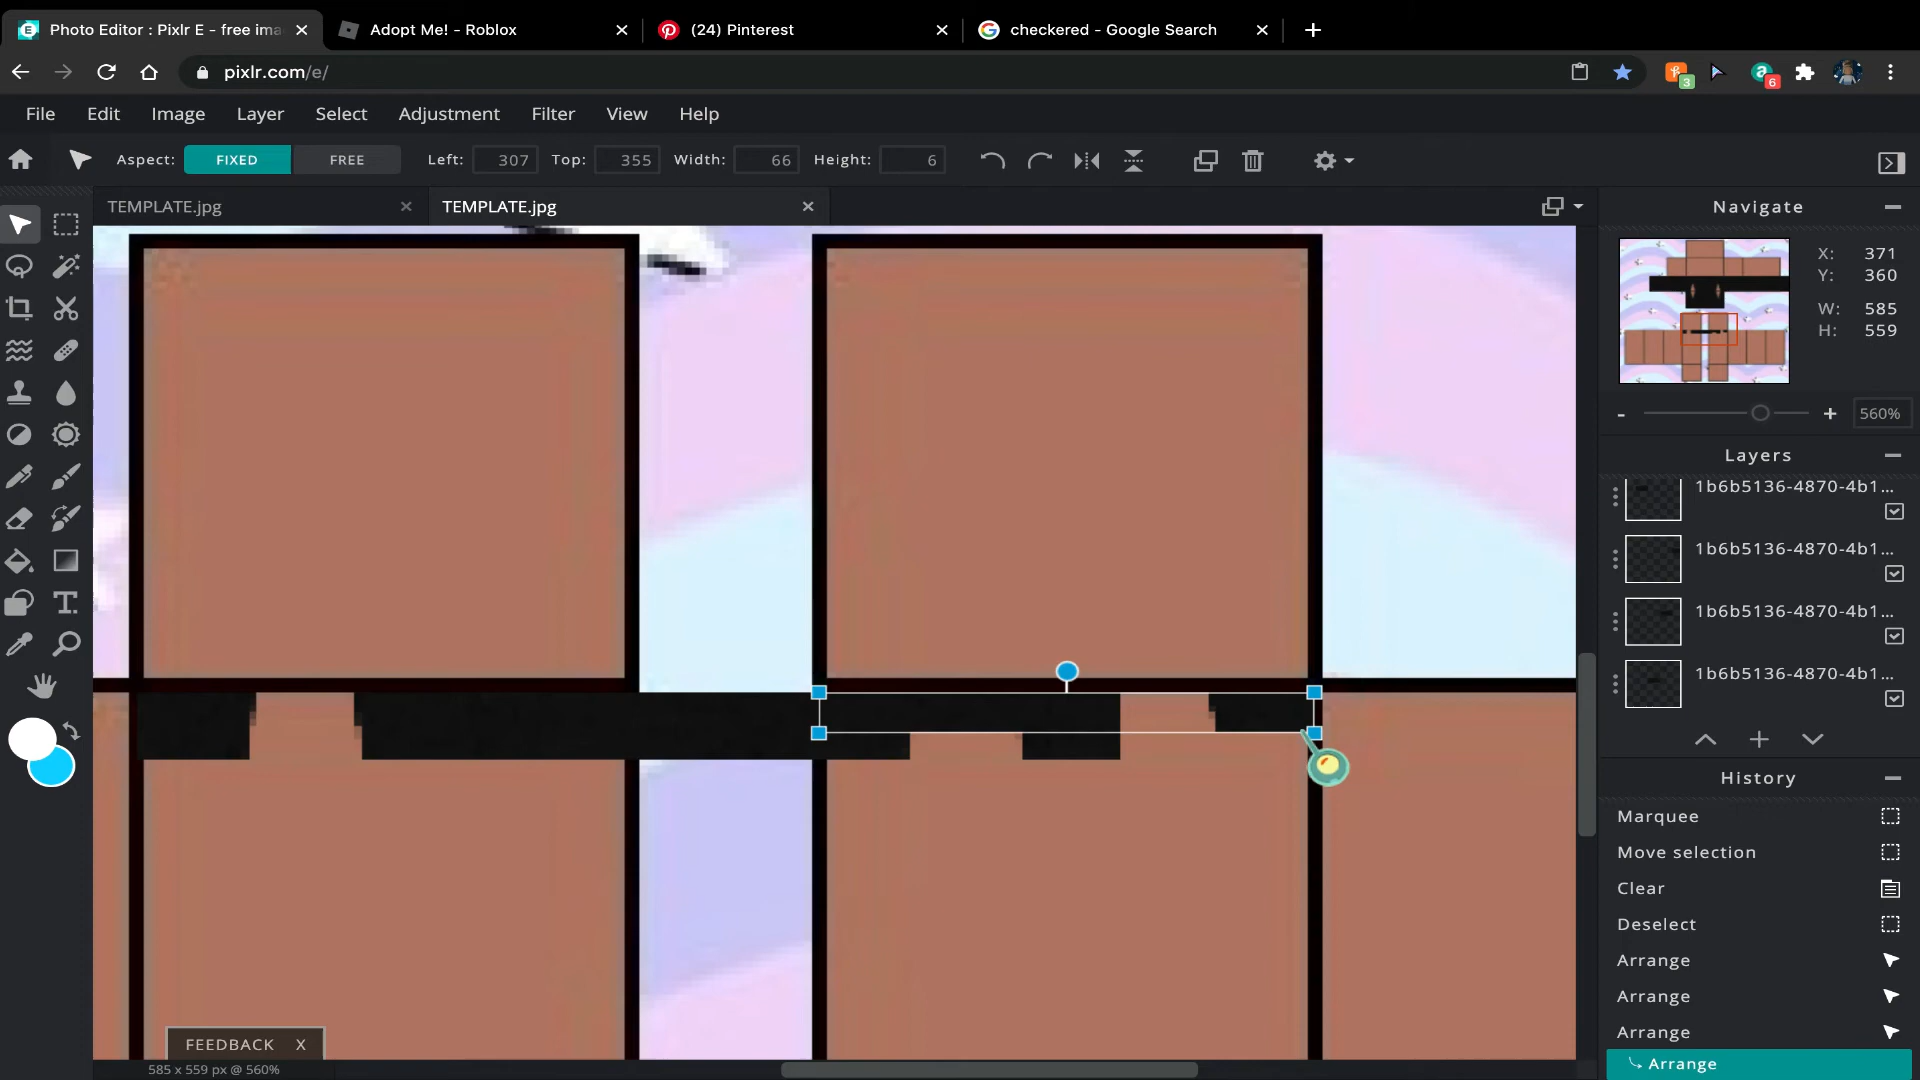 Photo Editor : Pixlr E - free ima
Adopt Me! - Roblox
(24) Pinterest
checkered - Google Search
pixlr.com/e/
3
6
File Edit Image Layer Select Adjustment Filter View Help
Aspect: FIXED FREE Left: 307 Top: 355 Width: 66 Height: 6
TEMPLATE.jpg
TEMPLATE.jpg
Navigate
X: 371
Y: 360
W: 585
H: 559
- + 560%
Layers
1b6b5136-4870-4b1...
1b6b5136-4870-4b1...
1b6b5136-4870-4b1...
1b6b5136-4870-4b1...
History
Marquee
Move selection
Clear
Deselect
Arrange
Arrange
Arrange
Arrange
FEEDBACK X
585 x 559 px @ 560%